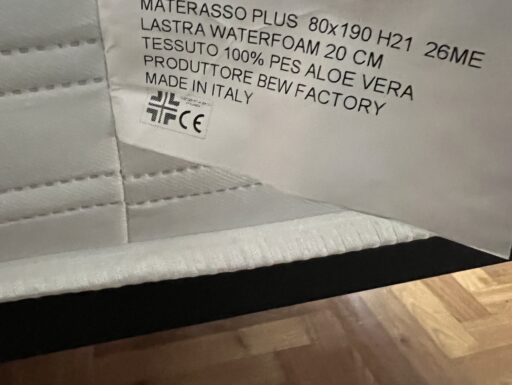 MATERASSO PLUS 80x190 H21 26ME
LASTRA WATERFOAM 20 CM
TESSUTO 100% PES ALOE VERA
PRODUTTORE BEW FACTORY
MADE IN ITALY
CE